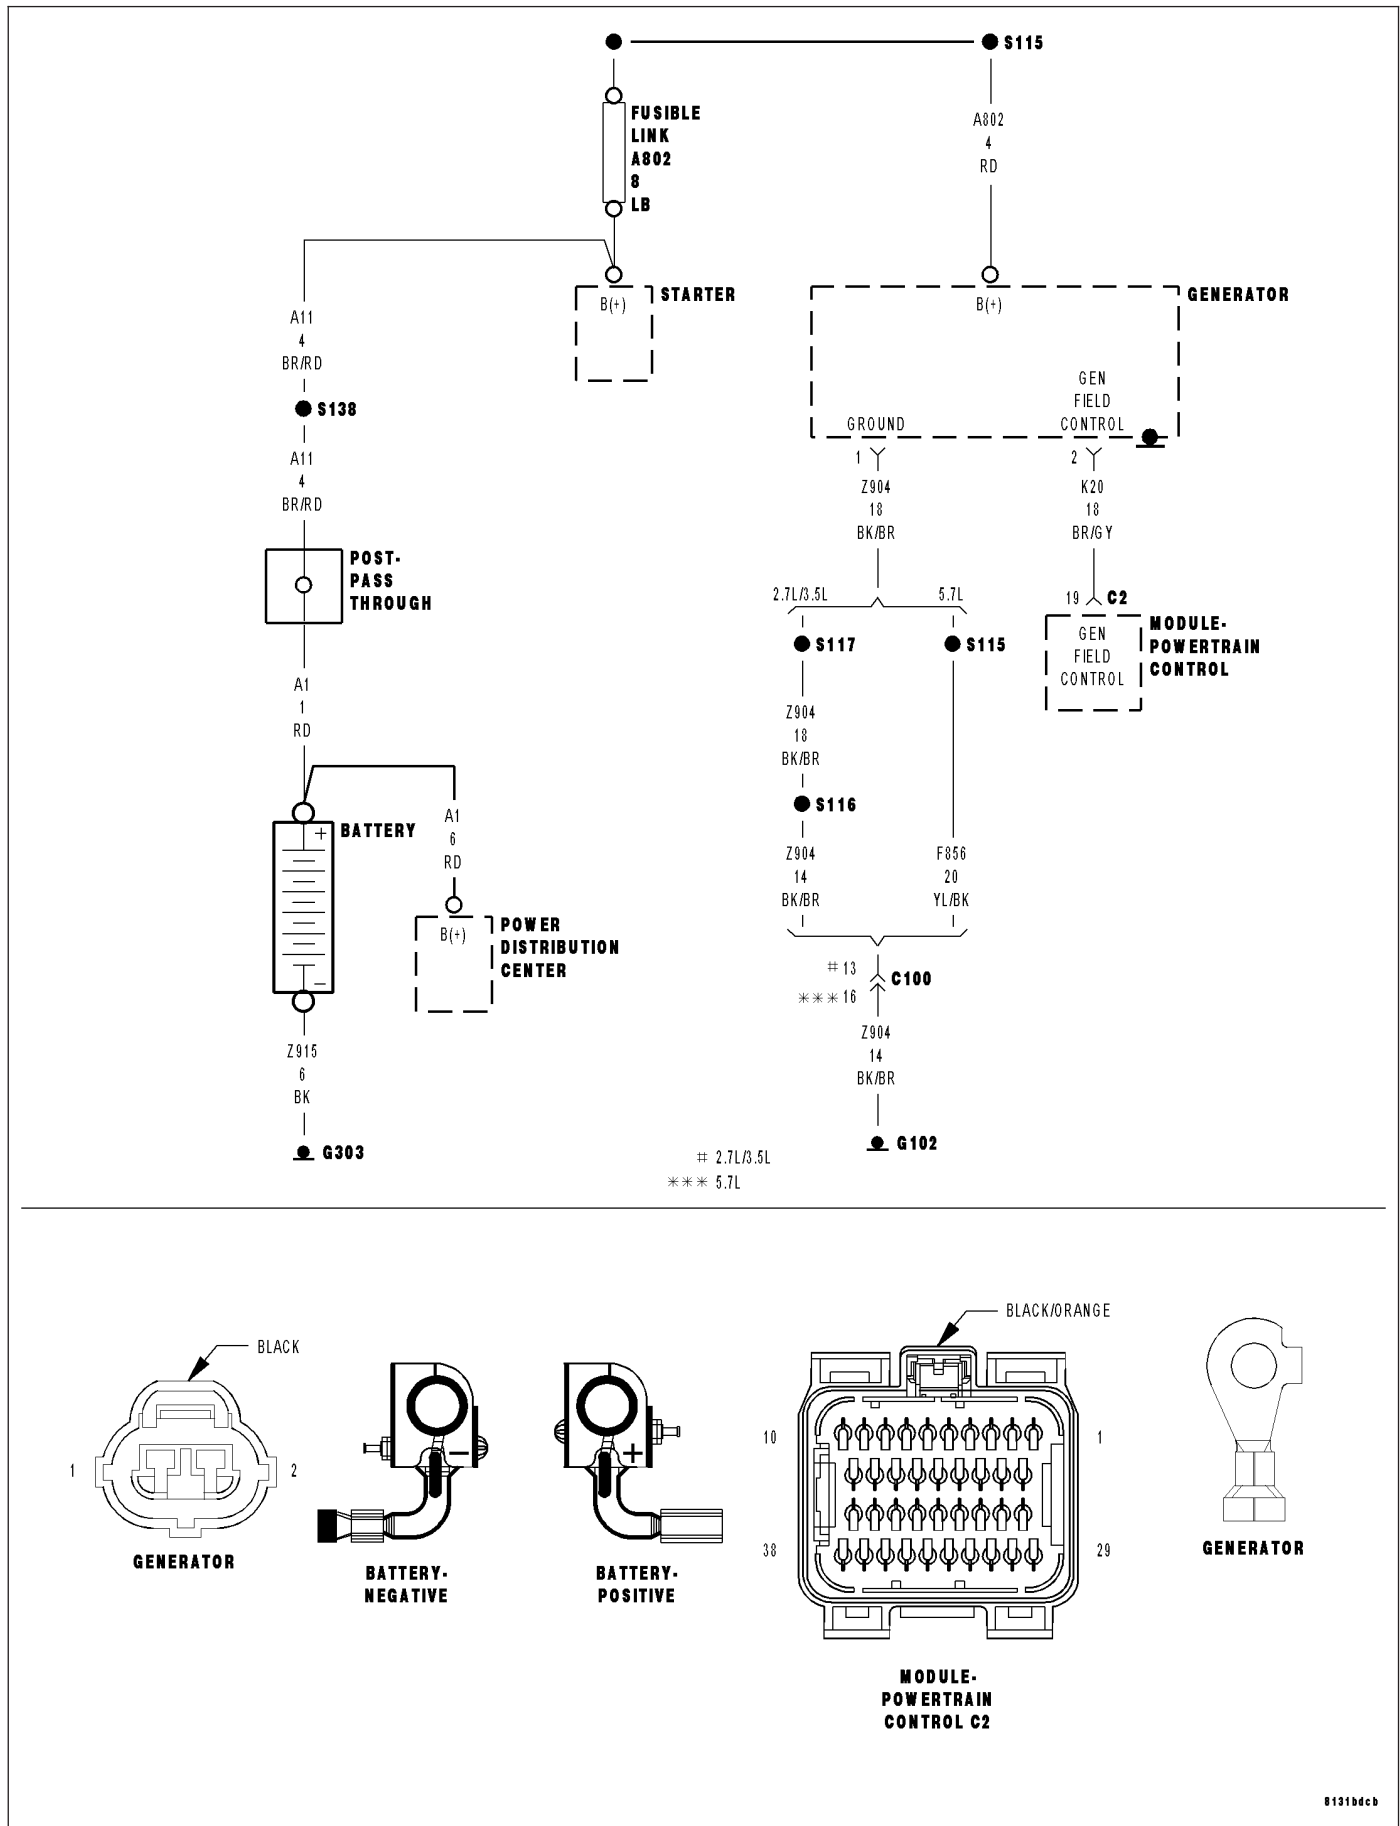 S115
FUSIBLE
LINK
A802
8
LB
A802
4
RD
B(+)
STARTER
B(+)
GENERATOR
A11
4
BR/RD
GEN
FIELD
CONTROL
GROUND
S138
1
2
A11
4
BR/RD
Z904
18
BK/BR
K20
18
BR/GY
POST-
PASS
THROUGH
2.7L/3.5L
5.7L
19
C2
S117
S115
GEN
FIELD
CONTROL
MODULE-
POWERTRAIN
CONTROL
A1
1
RD
Z904
18
BK/BR
S116
BATTERY
+
−
A1
6
RD
Z904
14
BK/BR
F856
20
YL/BK
B(+)
POWER
DISTRIBUTION
CENTER
# 13
*** 16
C100
Z915
6
BK
Z904
14
BK/BR
G303
G102
# 2.7L/3.5L
*** 5.7L
BLACK
1
2
GENERATOR
−
BATTERY-
NEGATIVE
+
BATTERY-
POSITIVE
BLACK/ORANGE
10
1
38
29
MODULE-
POWERTRAIN
CONTROL C2
GENERATOR
8131bdcb